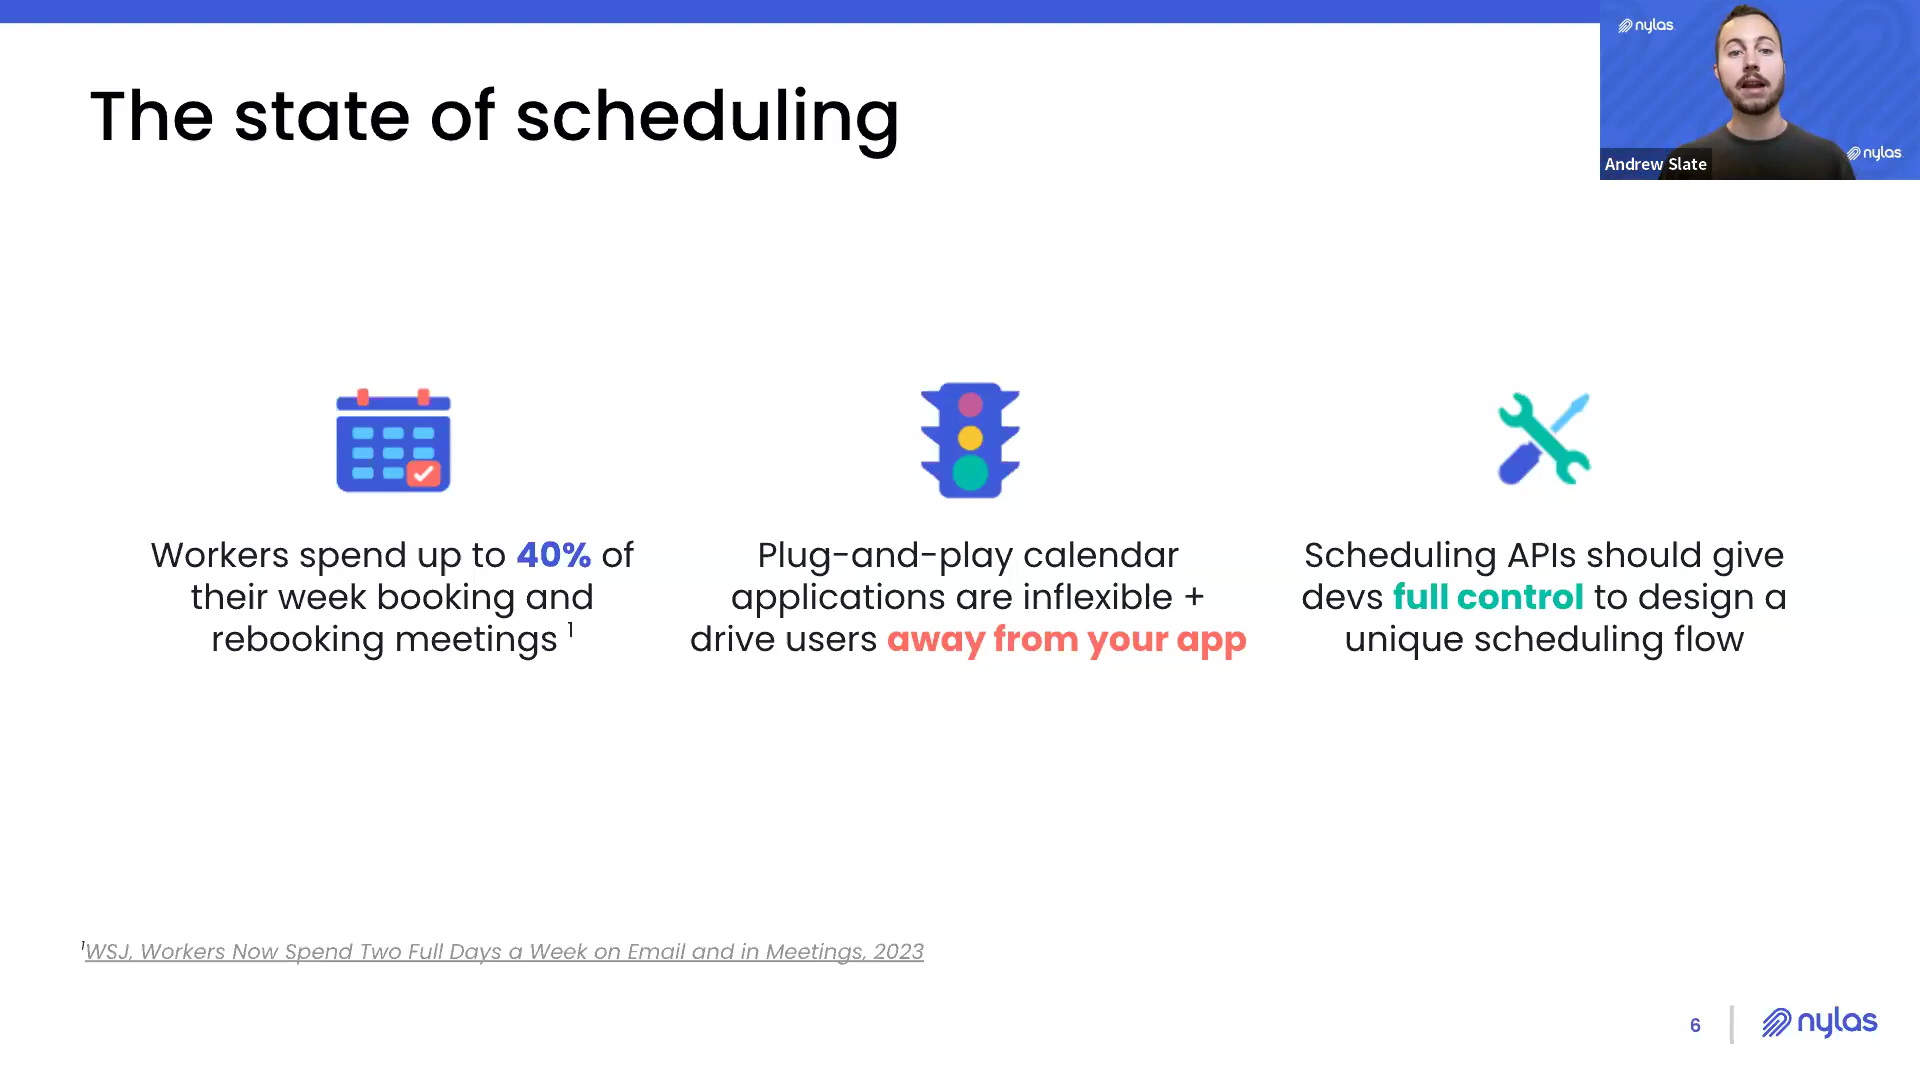 The state of scheduling
nylas
nylas
Andrew Slate
Workers spend up to 40% of
their week booking and
rebooking meetings 1
Plug-and-play calendar
applications are inflexible +
drive users away from your app
Scheduling APIs should give
devs full control to design a
unique scheduling flow
1WSJ, Workers Now Spend Two Full Days a Week on Email and in Meetings, 2023
6
nylas